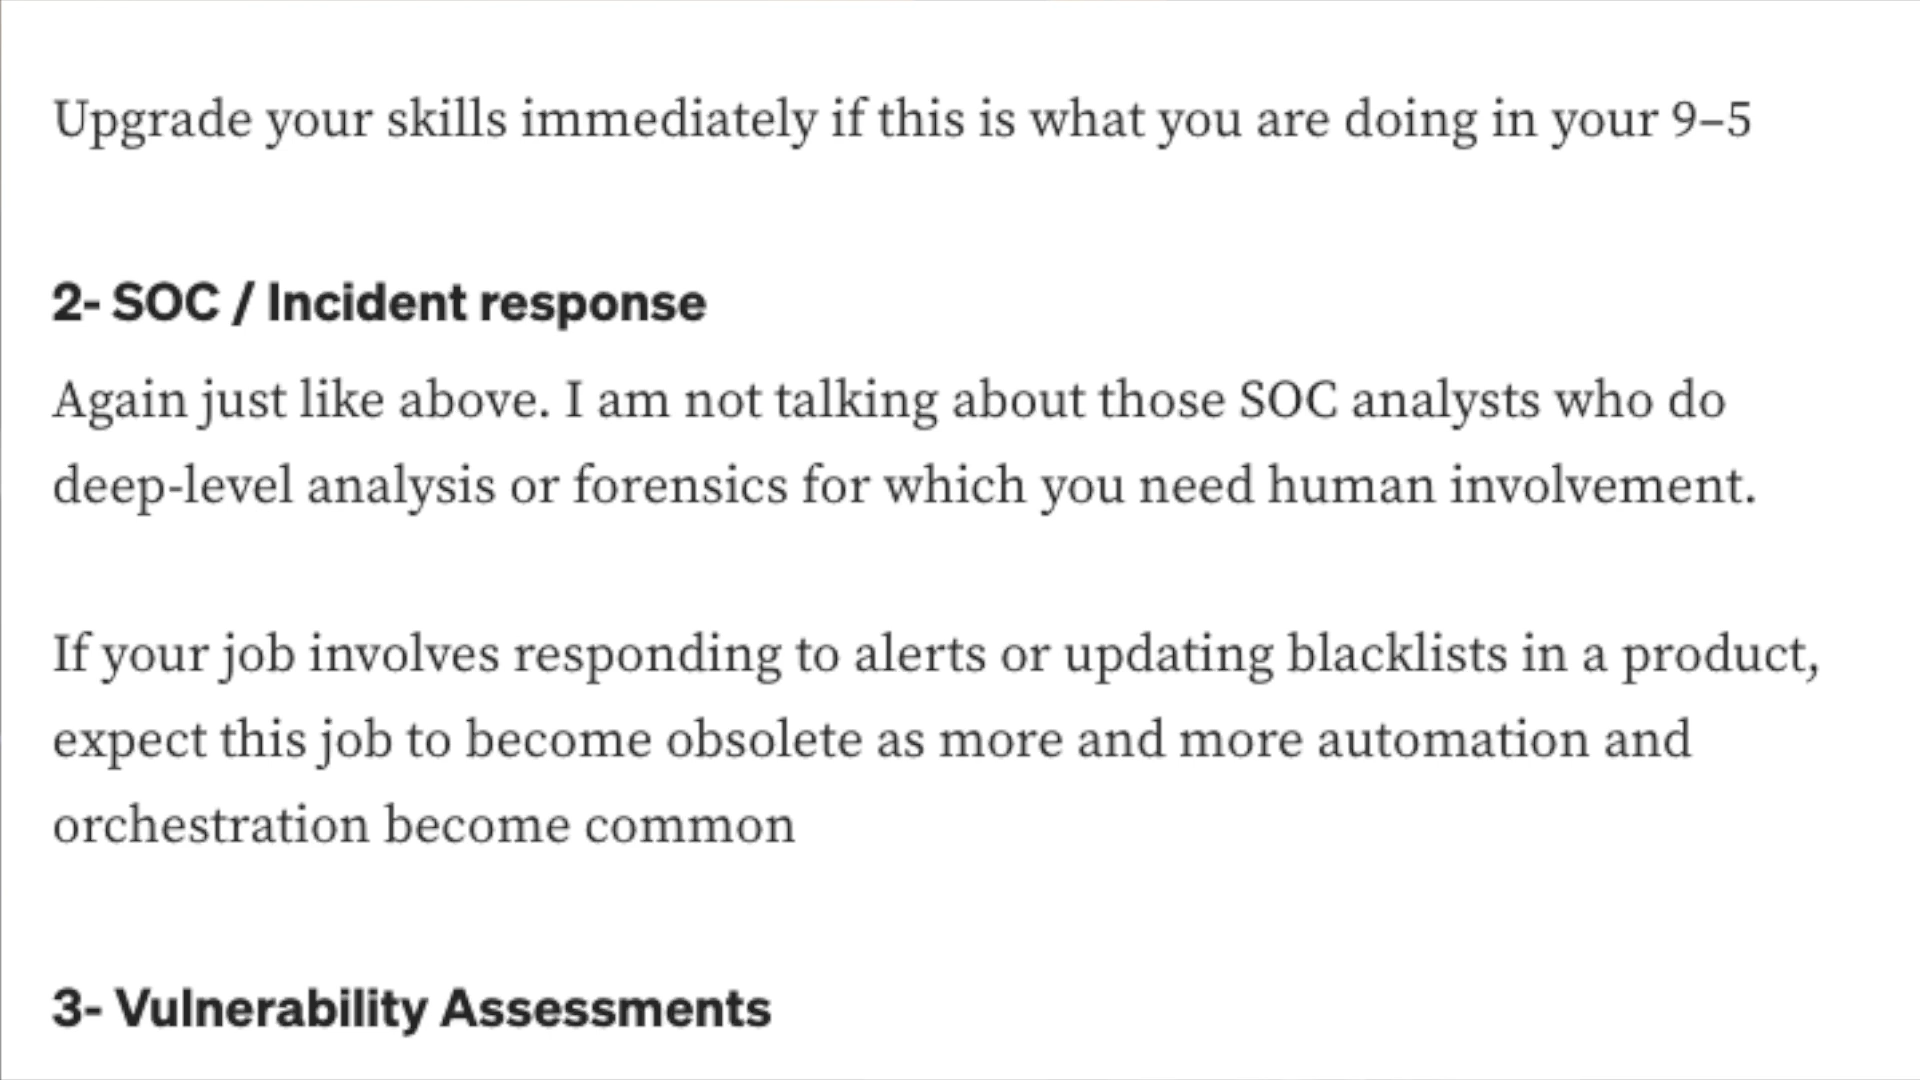 Upgrade your skills immediately if this is what you are doing in your 9–5
2- SOC / Incident response
Again just like above. I am not talking about those SOC analysts who do
deep-level analysis or forensics for which you need human involvement.
If your job involves responding to alerts or updating blacklists in a product,
expect this job to become obsolete as more and more automation and
orchestration become common
3- Vulnerability Assessments